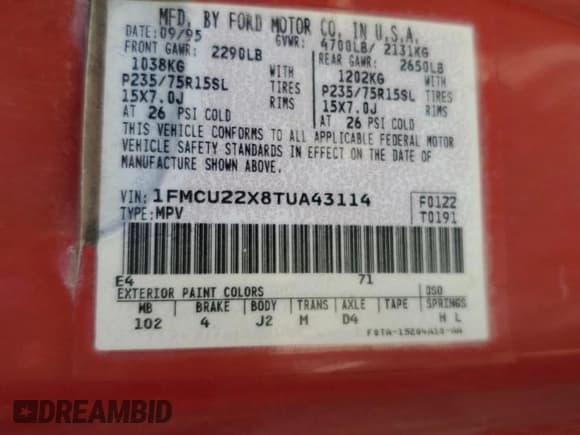 MFD. BY FORD MOTOR CO. IN U.S.A.
DATE: 09/95 GVWR: 4700LB/ 2131KG
FRONT GAWR: 2290LB REAR GAWR: 2650LB
1038KG WITH 1202KG WITH
P235/75R15SL TIRES P235/75R15SL TIRES
15X7.0J RIMS 15X7.0J RIMS
AT 26 PSI COLD AT 26 PSI COLD
THIS VEHICLE CONFORMS TO ALL APPLICABLE FEDERAL MOTOR
VEHICLE SAFETY STANDARDS IN EFFECT ON THE DATE OF
MANUFACTURE SHOWN ABOVE.
VIN: 1FMCU22X8TUA43114 F0122
TYPE: MPV T0191
E4 71
EXTERIOR PAINT COLORS DSO
MB BRAKE BODY TRANS AXLE TAPE SPRINGS
102 4 J2 M D4 H L
F0TA-15204A10-AA
DREAMBID